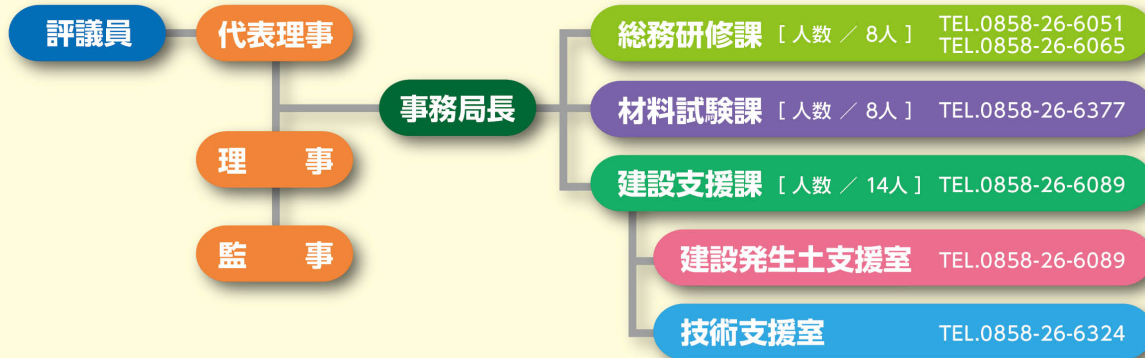 評議員
代表理事
理 事
監 事
事務局長
総務研修課 [ 人数 / 8人 ] TEL.0858-26-6051
TEL.0858-26-6065
材料試験課 [ 人数 / 8人 ] TEL.0858-26-6377
建設支援課 [ 人数 / 14人 ] TEL.0858-26-6089
建設発生土支援室 TEL.0858-26-6089
技術支援室 TEL.0858-26-6324